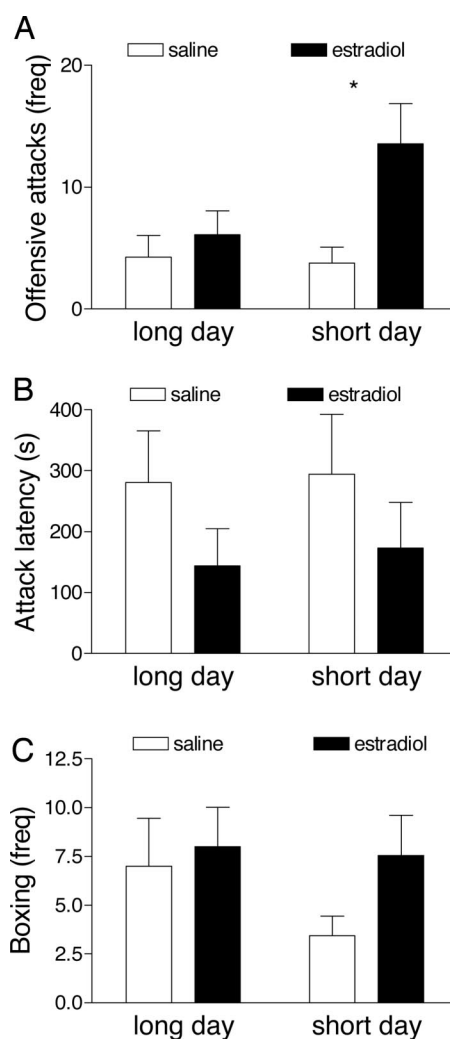 A
saline estradiol
Offensive attacks (freq)
20
*
10
0
long day short day
B
saline estradiol
Attack latency (s)
400
300
200
100
0
long day short day
C
saline estradiol
Boxing (freq)
12.5
10.0
7.5
5.0
2.5
0.0
long day short day